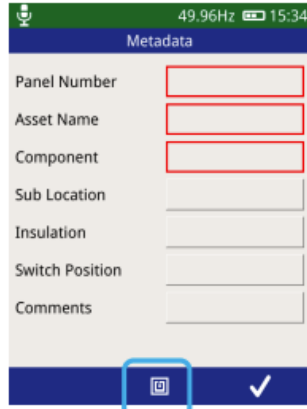 49.96Hz 15:34
Metadata
Panel Number
Asset Name
Component
Sub Location
Insulation
Switch Position
Comments